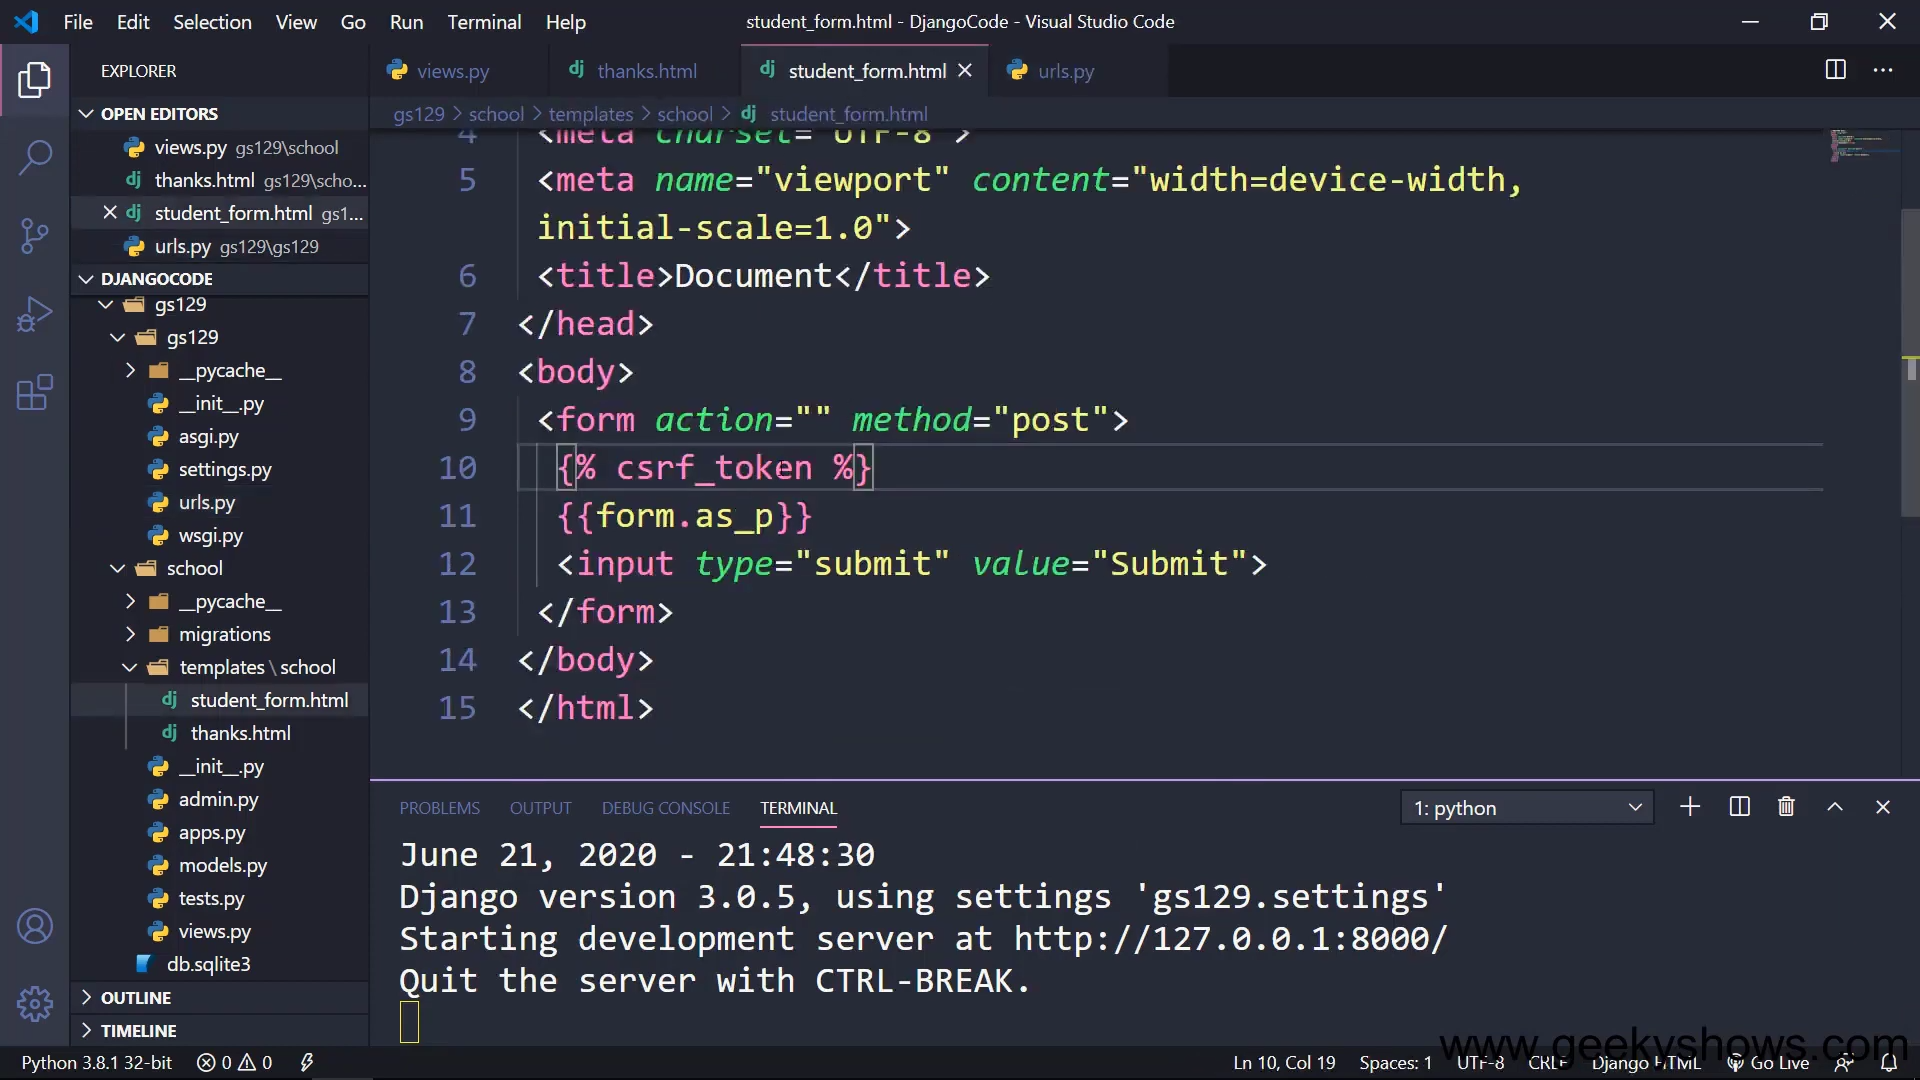 File Edit Selection View Go Run Terminal Help
student_form.html - DjangoCode - Visual Studio Code
EXPLORER
OPEN EDITORS
views.py gs129\school
thanks.html gs129\scho...
student_form.html gs1...
urls.py gs129\gs129
DJANGOCODE
gs129
gs129
__pycache__
__init__.py
asgi.py
settings.py
urls.py
wsgi.py
school
__pycache__
migrations
templates \ school
student_form.html
thanks.html
__init__.py
admin.py
apps.py
models.py
tests.py
views.py
db.sqlite3
OUTLINE
TIMELINE
views.py thanks.html student_form.html urls.py
gs129 > school > templates > school > student_form.html
4 <meta charset="UTF-8">
5 <meta name="viewport" content="width=device-width,
initial-scale=1.0">
6 <title>Document</title>
7 </head>
8 <body>
9 <form action="" method="post">
10 {% csrf_token %}
11 {{form.as_p}}
12 <input type="submit" value="Submit">
13 </form>
14 </body>
15 </html>
PROBLEMS OUTPUT DEBUG CONSOLE TERMINAL 1: python
June 21, 2020 - 21:48:30
Django version 3.0.5, using settings 'gs129.settings'
Starting development server at http://127.0.0.1:8000/
Quit the server with CTRL-BREAK.
www.geekyshows.com
Python 3.8.1 32-bit 0 0 Ln 10, Col 19 Spaces: 1 UTF-8 CRLF Django HTML Go Live